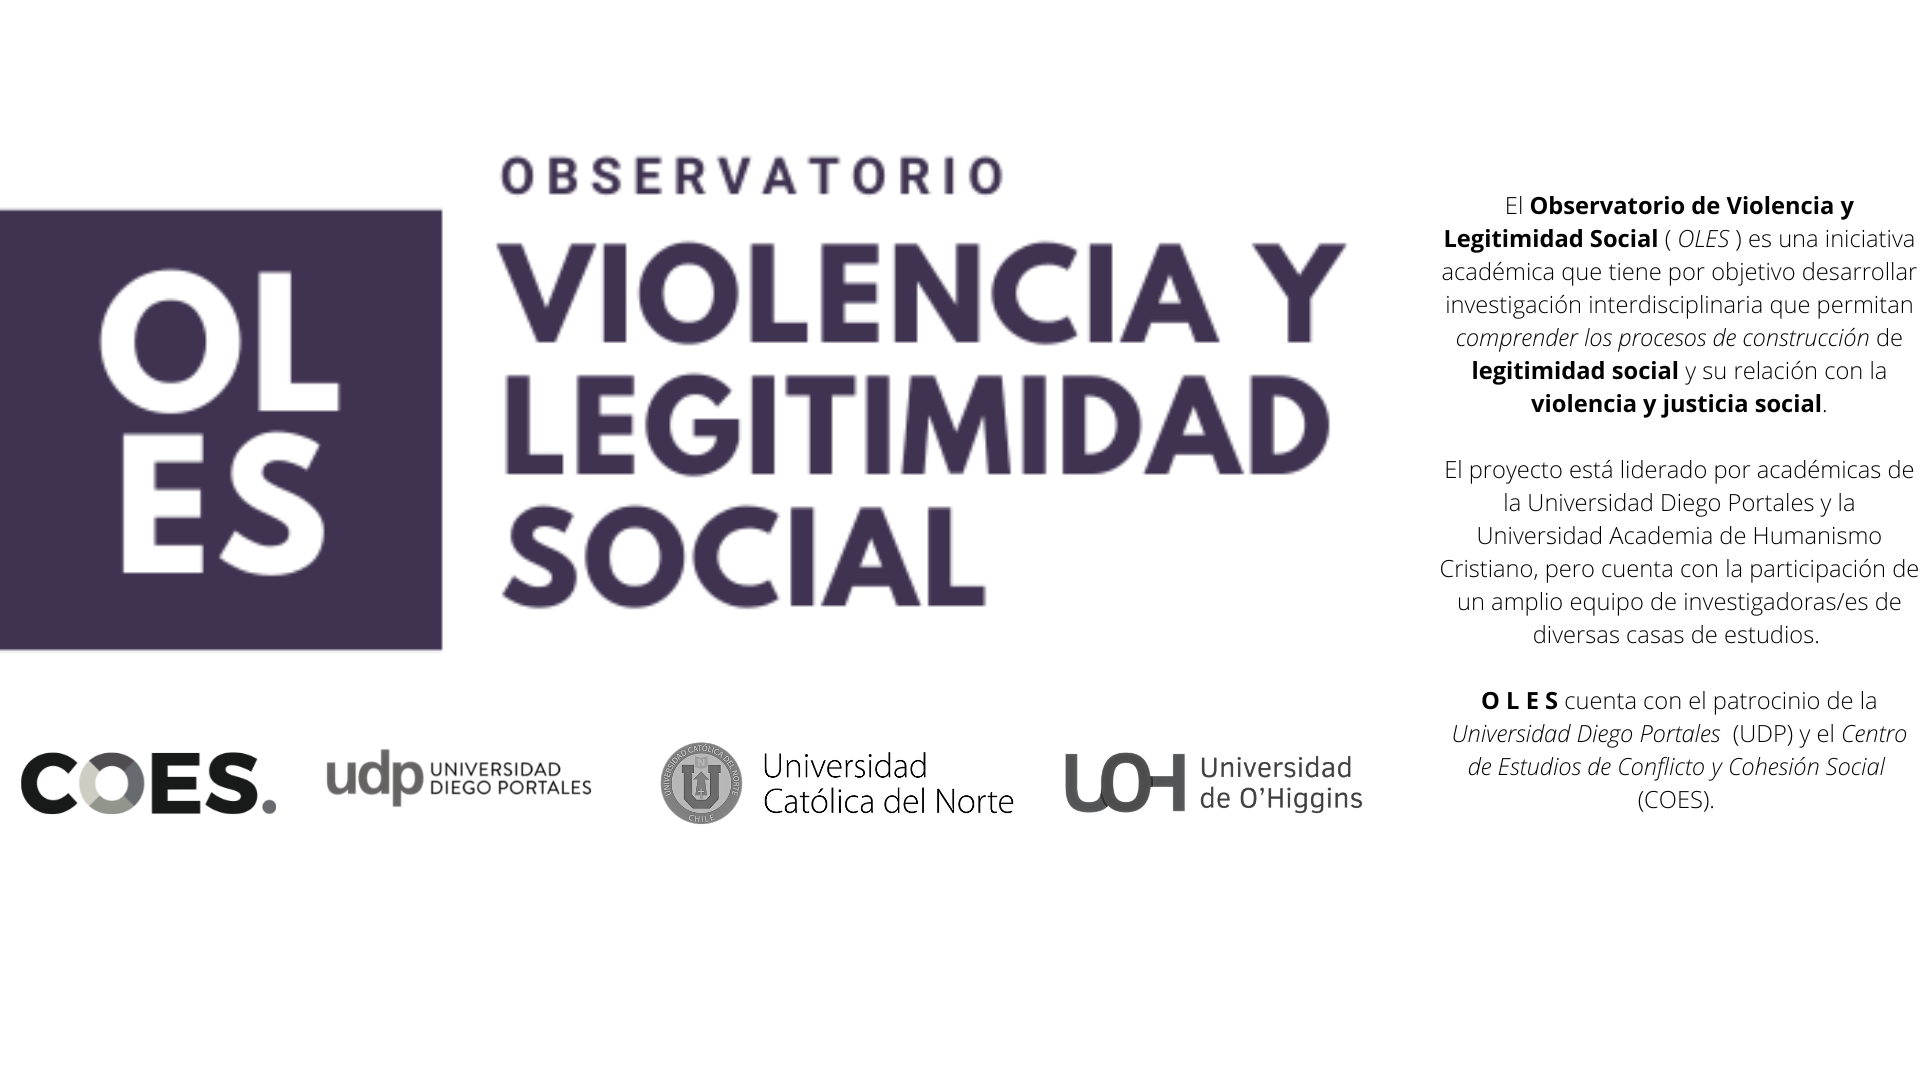 OBSERVATORIO
OL
ES
VIOLENCIA Y
LEGITIMIDAD
SOCIAL
COES.
udp UNIVERSIDAD
DIEGO PORTALES
UNIVERSIDAD CATÓLICA DEL NORTE
CHILE
Universidad
Católica del Norte
UOH Universidad
de O'Higgins
El Observatorio de Violencia y
Legitimidad Social ( OLES ) es una iniciativa
académica que tiene por objetivo desarrollar
investigación interdisciplinaria que permitan
comprender los procesos de construcción de
legitimidad social y su relación con la
violencia y justicia social.
El proyecto está liderado por académicas de
la Universidad Diego Portales y la
Universidad Academia de Humanismo
Cristiano, pero cuenta con la participación de
un amplio equipo de investigadoras/es de
diversas casas de estudios.
O L E S cuenta con el patrocinio de la
Universidad Diego Portales (UDP) y el Centro
de Estudios de Conflicto y Cohesión Social
(COES).